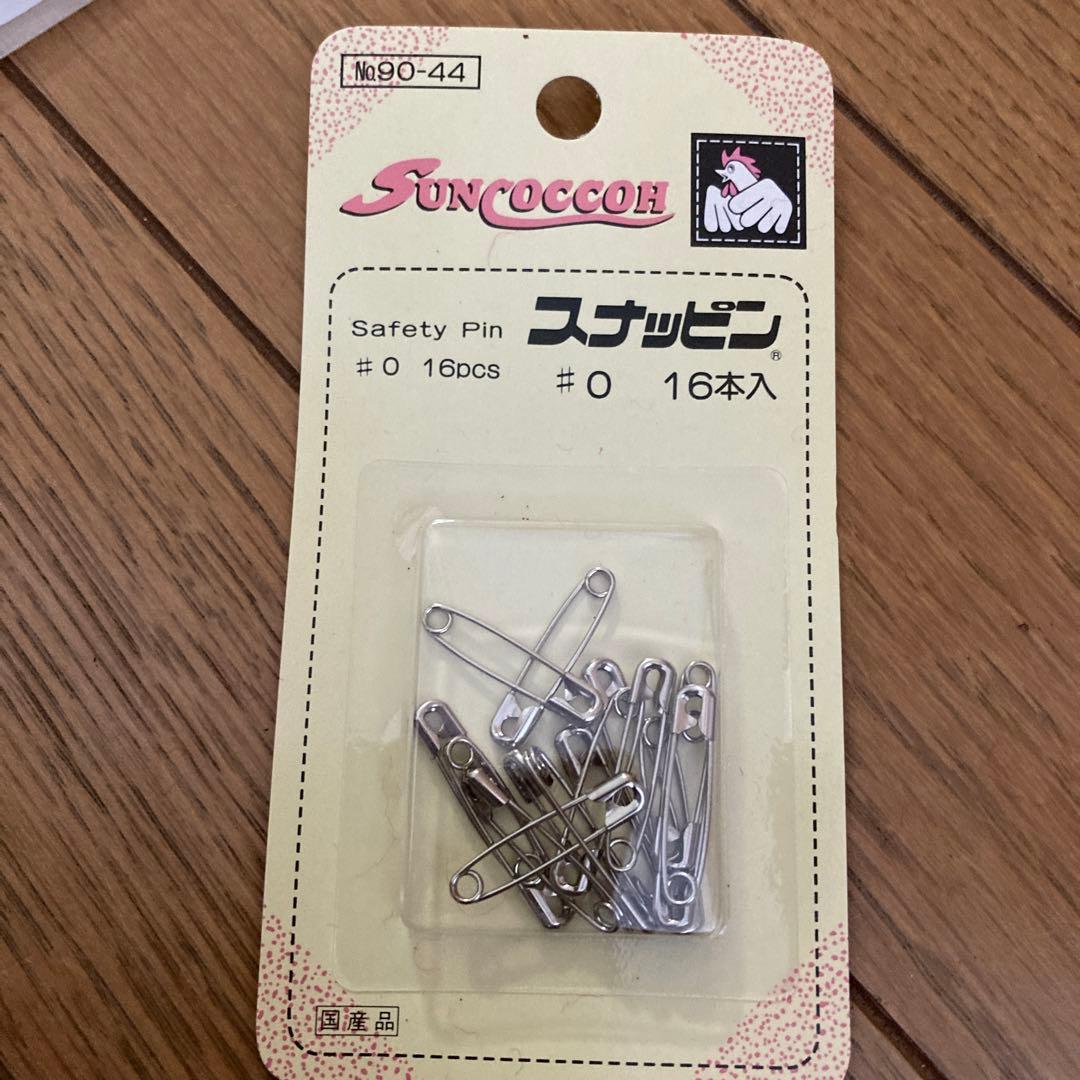 №90-44
SUNCOCCOH
Safety Pin
♯0 16pcs
スナッピン®
♯0 16本入
国産品